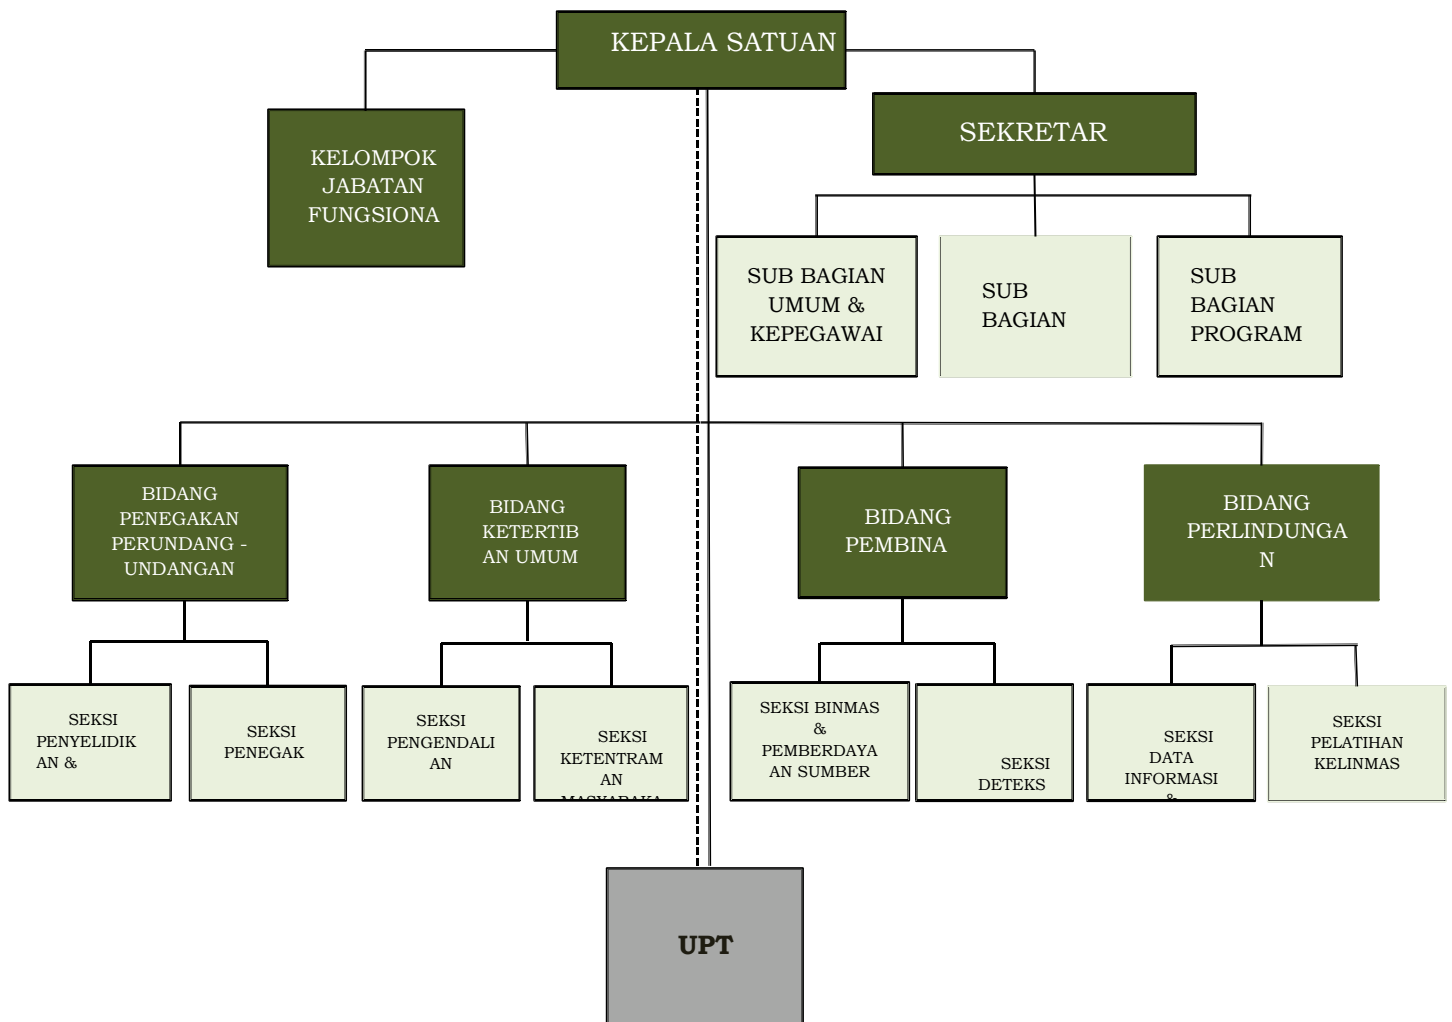 KEPALA SATUAN
SEKRETAR
KELOMPOK
JABATAN
FUNGSIONA
SUB BAGIAN
UMUM &
KEPEGAWAI
SUB
BAGIAN
SUB
BAGIAN
PROGRAM
BIDANG
PENEGAKAN
PERUNDANG -
UNDANGAN
BIDANG
KETERTIB
AN UMUM
BIDANG
PEMBINA
BIDANG
PERLINDUNGA
N
SEKSI
PENYELIDIK
AN &
SEKSI
PENEGAK
SEKSI
PENGENDALI
AN
SEKSI
KETENTRAM
AN
MASYARAKA
SEKSI BINMAS
&
PEMBERDAYA
AN SUMBER
SEKSI
DETEKS
SEKSI
DATA
INFORMASI
&
SEKSI
PELATIHAN
KELINMAS
UPT